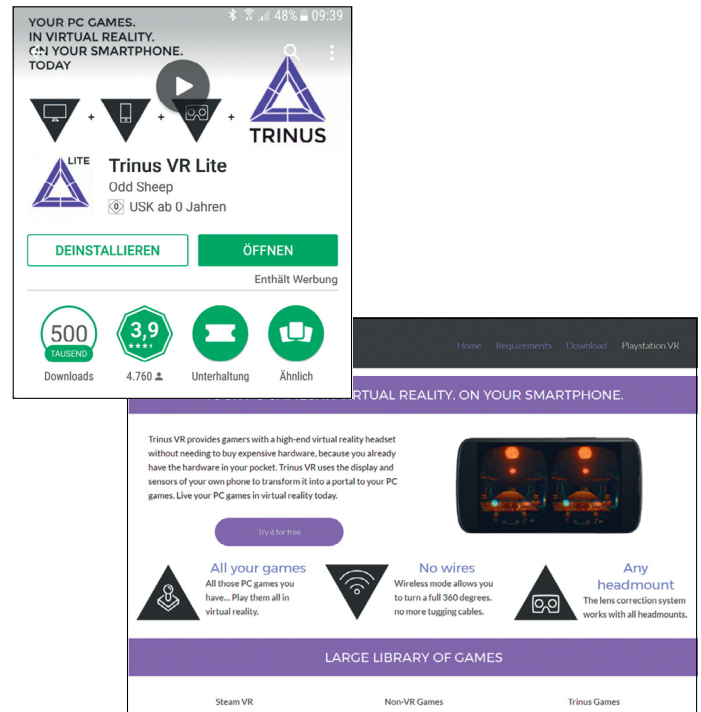 YOUR PC GAMES.
IN VIRTUAL REALITY.
ON YOUR SMARTPHONE.
TODAY
48% 09:39
+ + +
TRINUS
LITE
Trinus VR Lite
Odd Sheep
0 USK ab 0 Jahren
DEINSTALLIEREN
ÖFFNEN
Enthält Werbung
500
TAUSEND
Downloads
3,9
4.760
Unterhaltung
Ähnlich
Home Requirements Download Playstation VR
REALITY. ON YOUR SMARTPHONE.
Trinus VR provides gamers with a high-end virtual reality headset
without needing to buy expensive hardware, because you already
have the hardware in your pocket. Trinus VR uses the display and
sensors of your own phone to transform it into a portal to your PC
games. Live your PC games in virtual reality today.
Try it for free
All your games
All those PC games you
have... Play them all in
virtual reality.
No wires
Wireless mode allows you
to turn a full 360 degrees.
no more tugging cables.
Any
headmount
The lens correction system
works with all headmounts.
LARGE LIBRARY OF GAMES
Steam VR
Non-VR Games
Trinus Games